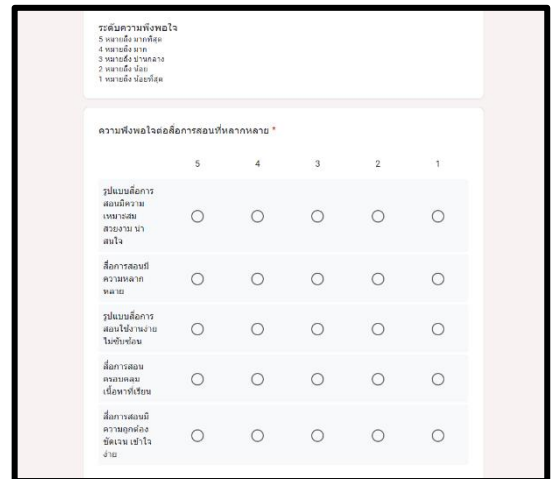 ระดับความพึงพอใจ
5 หมายถึง มากที่สุด
4 หมายถึง มาก
3 หมายถึง ปานกลาง
2 หมายถึง น้อย
1 หมายถึง น้อยที่สุด
ความพึงพอใจต่อสื่อการสอนที่หลากหลาย *
5 4 3 2 1
รูปแบบสื่อการ
สอนมีความ
เหมาะสม
สวยงาม น่า
สนใจ
สื่อการสอนมี
ความหลาก
หลาย
รูปแบบสื่อการ
สอนใช้งานง่าย
ไม่ซับซ้อน
สื่อการสอน
ครอบคลุม
เนื้อหาที่เรียน
สื่อการสอนมี
ความถูกต้อง
ชัดเจน เข้าใจ
ง่าย